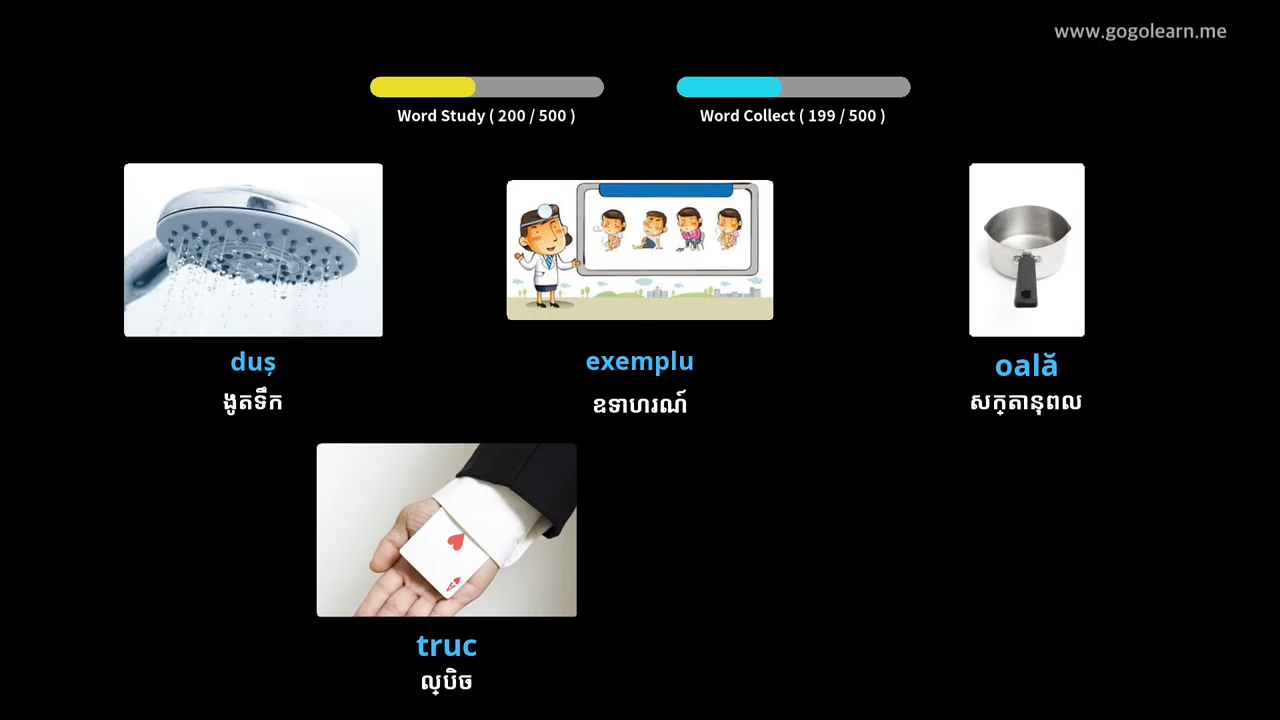 www.gogolearn.me
Word Study ( 200 / 500 )
Word Collect ( 199 / 500 )
duș
exemplu
oală
ងូតទឹក
ឧទាហរណ៍
សក្តានុពល
truc
ល្បិច